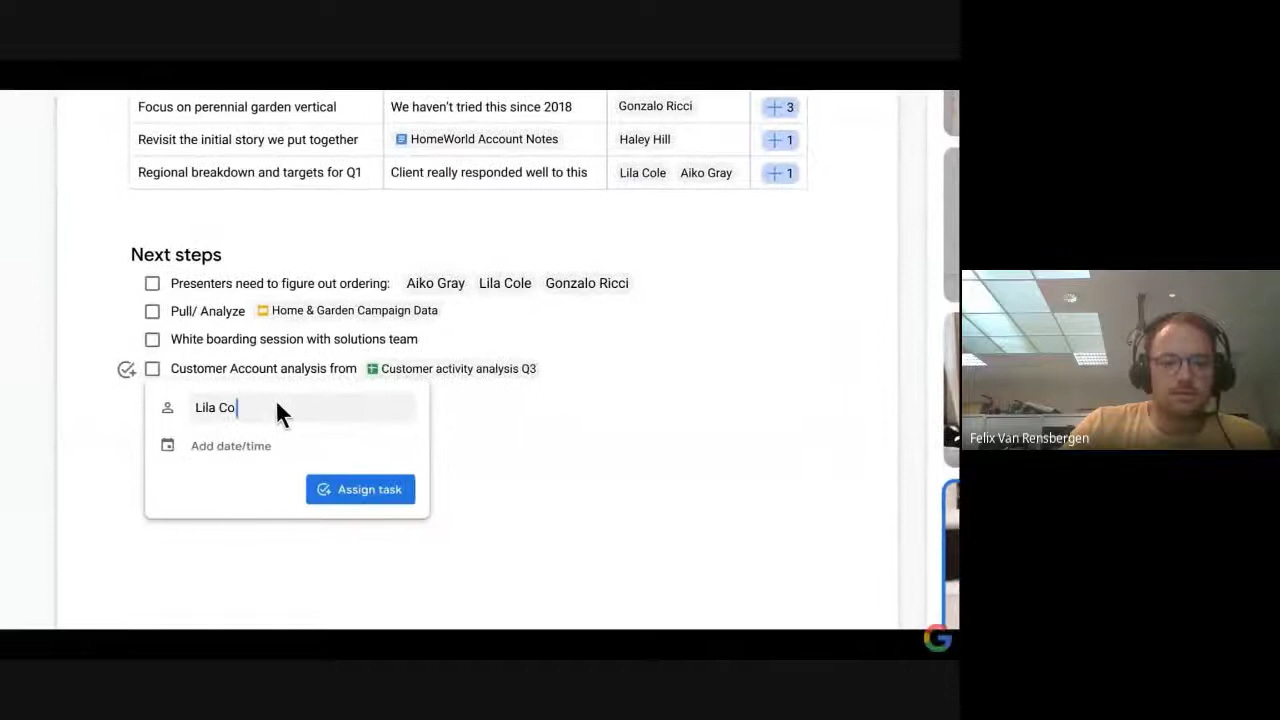 Focus on perennial garden vertical We haven't tried this since 2018 Gonzalo Ricci + 3
Revisit the initial story we put together HomeWorld Account Notes Haley Hill + 1
Regional breakdown and targets for Q1 Client really responded well to this Lila Cole Aiko Gray + 1
Next steps
Presenters need to figure out ordering: Aiko Gray Lila Cole Gonzalo Ricci
Pull/ Analyze Home & Garden Campaign Data
White boarding session with solutions team
Customer Account analysis from Customer activity analysis Q3
Lila Co
Add date/time
Assign task
Felix Van Rensbergen
G